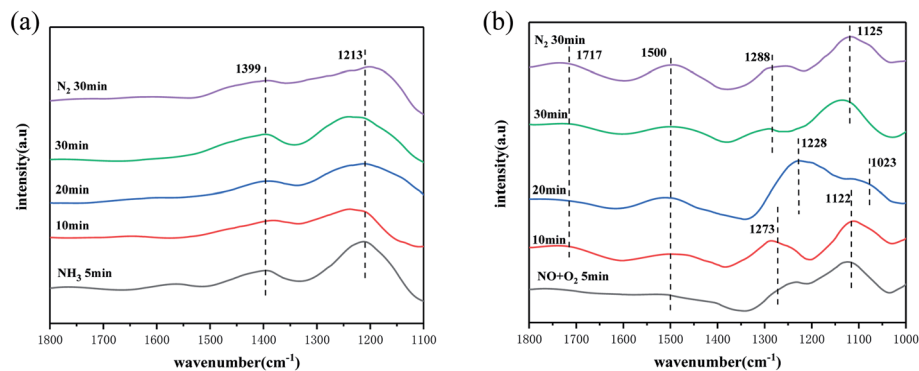 (a)
1399
1213
N2 30min
30min
20min
10min
NH3 5min
intensity(a.u)
1800 1700 1600 1500 1400 1300 1200 1100
wavenumber(cm-1)
(b)
1125
N2 30min
1717
1500
1288
30min
1228
1023
20min
1122
10min
1273
NO+O2 5min
intensity(a.u)
1800 1700 1600 1500 1400 1300 1200 1100 1000
wavenumber(cm-1)